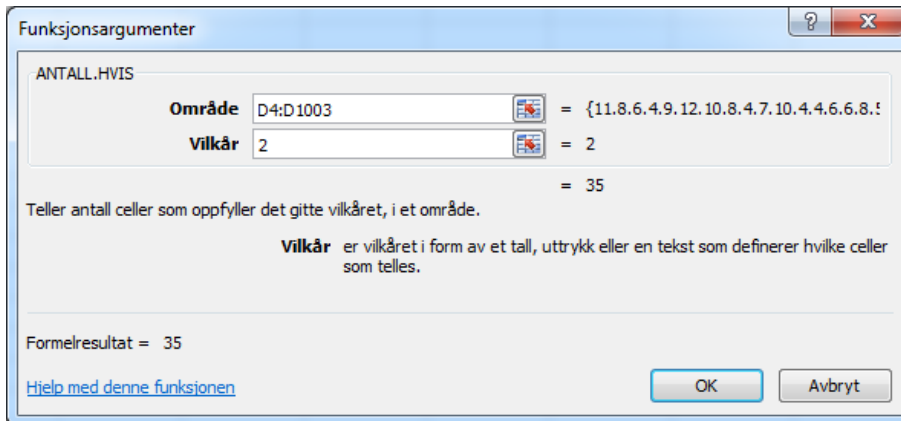 Funksjonsargumenter
ANTALL.HVIS
Område D4:D1003 = {11.8.6.4.9.12.10.8.4.7.10.4.4.6.6.8.5
Vilkår 2 = 2
= 35
Teller antall celler som oppfyller det gitte vilkåret, i et område.
Vilkår er vilkåret i form av et tall, uttrykk eller en tekst som definerer hvilke celler
som telles.
Formelresultat = 35
Hjelp med denne funksjonen OK Avbryt